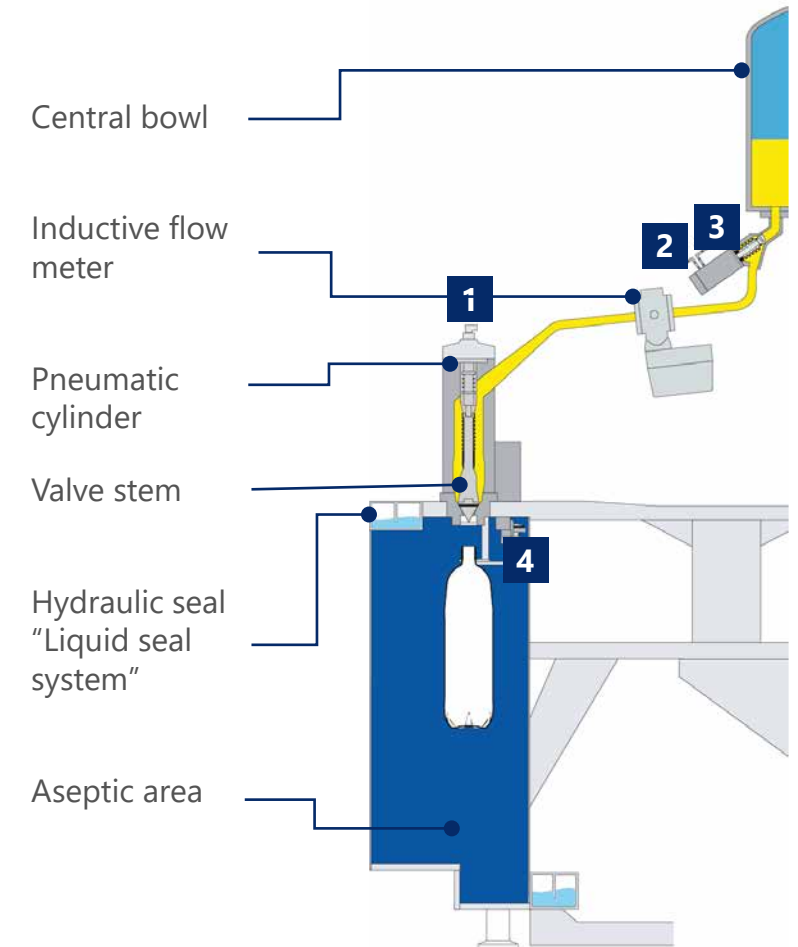 Central bowl
Inductive flow
meter
3
2
1
Pneumatic
cylinder
Valve stem
4
Hydraulic seal
“Liquid seal
system”
Aseptic area